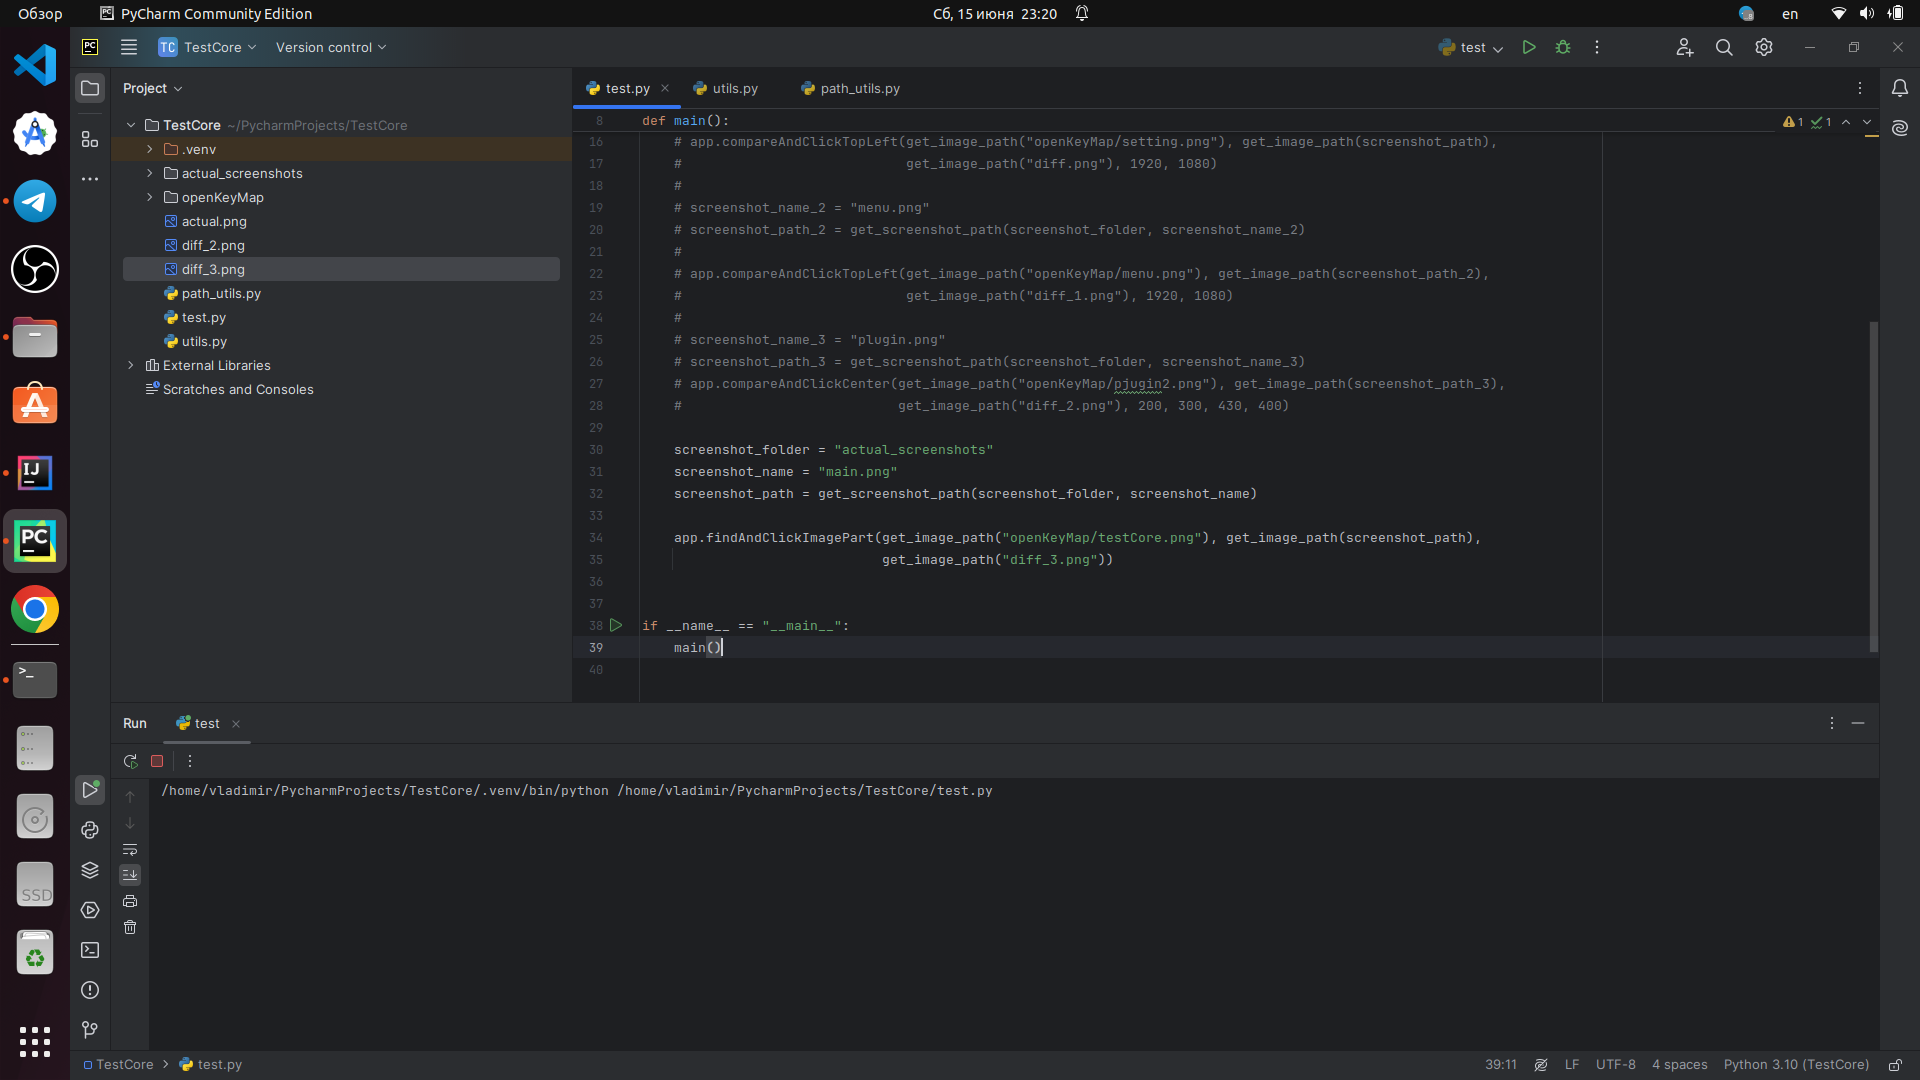 Обзор
PyCharm Community Edition
Сб, 15 июня 23:20
en
PC
TC TestCore
Version control
test
Project
test.py
utils.py
path_utils.py
TestCore ~/PycharmProjects/TestCore
.venv
actual_screenshots
openKeyMap
actual.png
diff_2.png
diff_3.png
path_utils.py
test.py
utils.py
External Libraries
Scratches and Consoles
1 1
8 def main():
16 # app.compareAndClickTopLeft(get_image_path("openKeyMap/setting.png"), get_image_path(screenshot_path),
17 # get_image_path("diff.png"), 1920, 1080)
18 #
19 # screenshot_name_2 = "menu.png"
20 # screenshot_path_2 = get_screenshot_path(screenshot_folder, screenshot_name_2)
21 #
22 # app.compareAndClickTopLeft(get_image_path("openKeyMap/menu.png"), get_image_path(screenshot_path_2),
23 # get_image_path("diff_1.png"), 1920, 1080)
24 #
25 # screenshot_name_3 = "plugin.png"
26 # screenshot_path_3 = get_screenshot_path(screenshot_folder, screenshot_name_3)
27 # app.compareAndClickCenter(get_image_path("openKeyMap/pjugin2.png"), get_image_path(screenshot_path_3),
28 # get_image_path("diff_2.png"), 200, 300, 430, 400)
29
30 screenshot_folder = "actual_screenshots"
31 screenshot_name = "main.png"
32 screenshot_path = get_screenshot_path(screenshot_folder, screenshot_name)
33
34 app.findAndClickImagePart(get_image_path("openKeyMap/testCore.png"), get_image_path(screenshot_path),
35 get_image_path("diff_3.png"))
36
37
38 if __name__ == "__main__":
39 main()
40
IJ
PC
SSD
Run
test
/home/vladimir/PycharmProjects/TestCore/.venv/bin/python /home/vladimir/PycharmProjects/TestCore/test.py
TestCore > test.py
39:11
LF
UTF-8
4 spaces
Python 3.10 (TestCore)